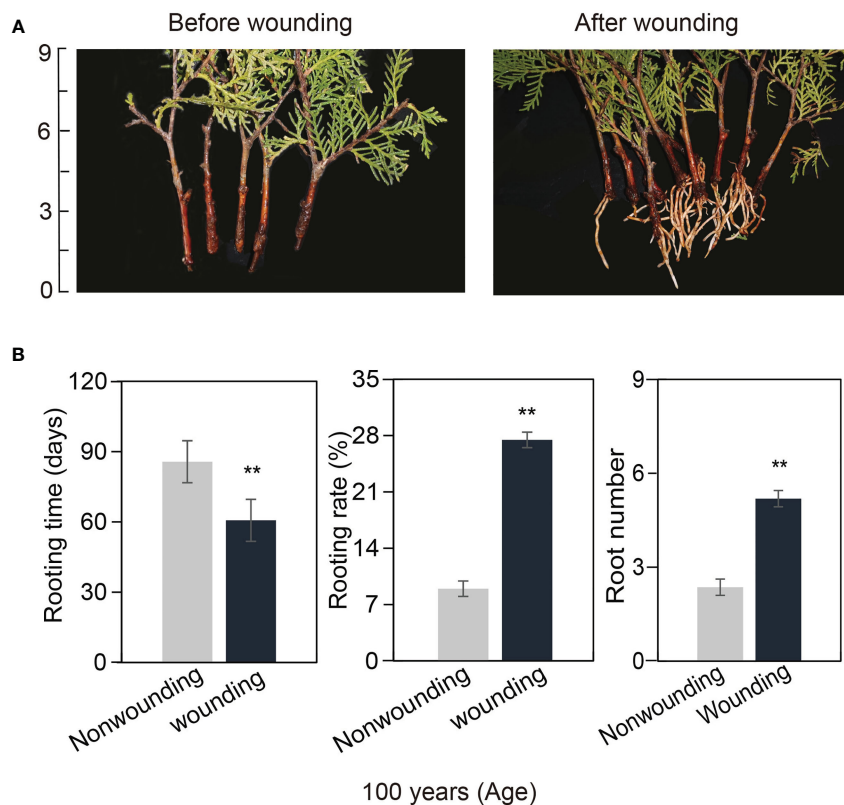 A
Before wounding
After wounding
9
6
3
0
B
Rooting time (days)
120
90
60
30
0
**
Nonwounding
wounding
Rooting rate (%)
35
28
21
14
7
0
**
Nonwounding
wounding
Root number
9
6
3
0
**
Nonwounding
Wounding
100 years (Age)